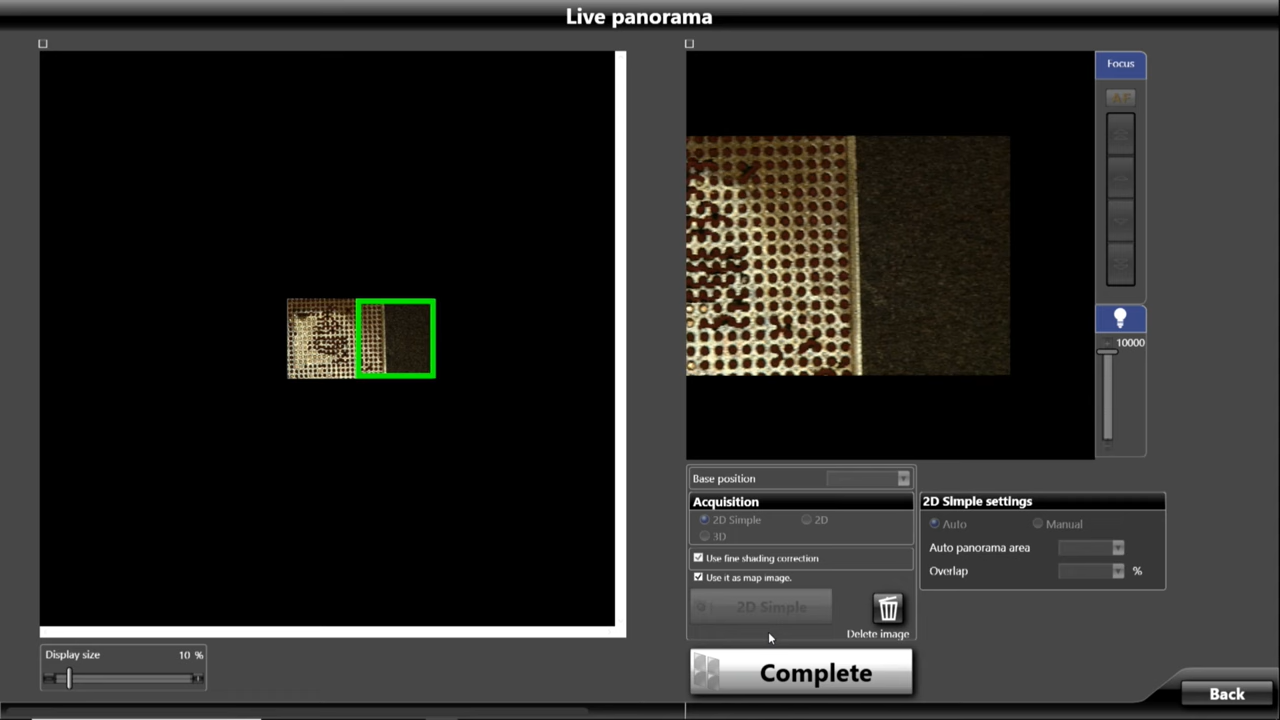 Live panorama
Focus
AF
10000
Base position
Acquisition
2D Simple
2D
3D
Use fine shading correction
Use it as map image.
2D Simple
Delete image
Complete
2D Simple settings
Auto
Manual
Auto panorama area
Overlap
%
Display size 10 %
Back